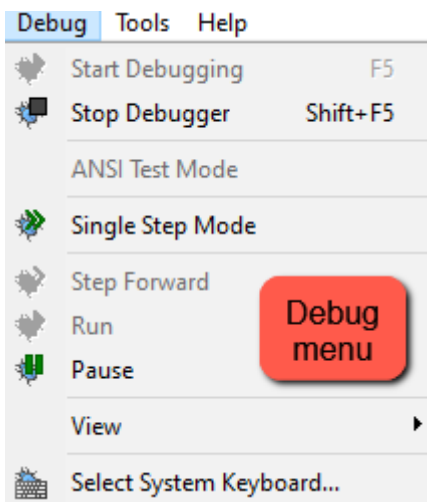 Debug Tools Help
Start Debugging F5
Stop Debugger Shift+F5
ANSI Test Mode
Single Step Mode
Step Forward
Run
Pause
View
Select System Keyboard...
Debug
menu